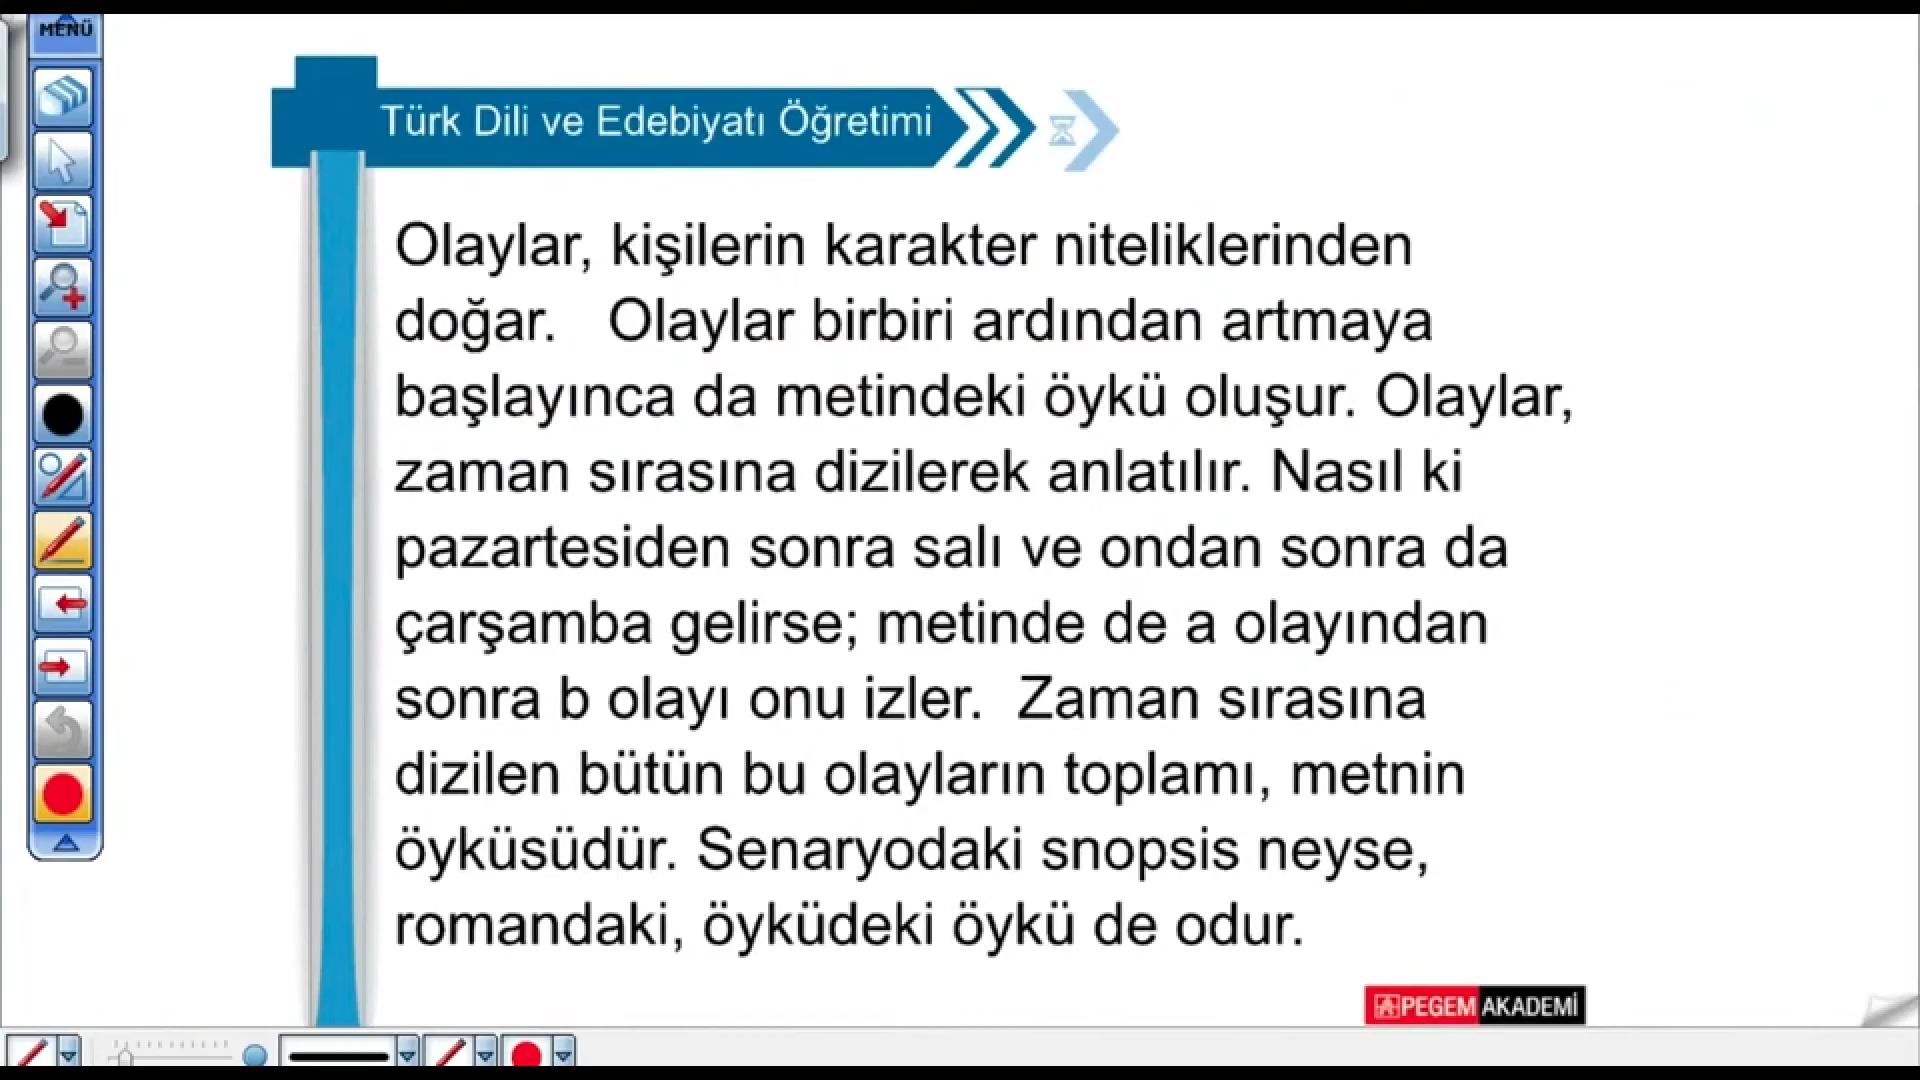 MENÜ
Türk Dili ve Edebiyatı Öğretimi
Olaylar, kişilerin karakter niteliklerinden
doğar. Olaylar birbiri ardından artmaya
başlayınca da metindeki öykü oluşur. Olaylar,
zaman sırasına dizilerek anlatılır. Nasıl ki
pazartesiden sonra salı ve ondan sonra da
çarşamba gelirse; metinde de a olayından
sonra b olayı onu izler. Zaman sırasına
dizilen bütün bu olayların toplamı, metnin
öyküsüdür. Senaryodaki snopsis neyse,
romandaki, öyküdeki öykü de odur.
PEGEM AKADEMİ